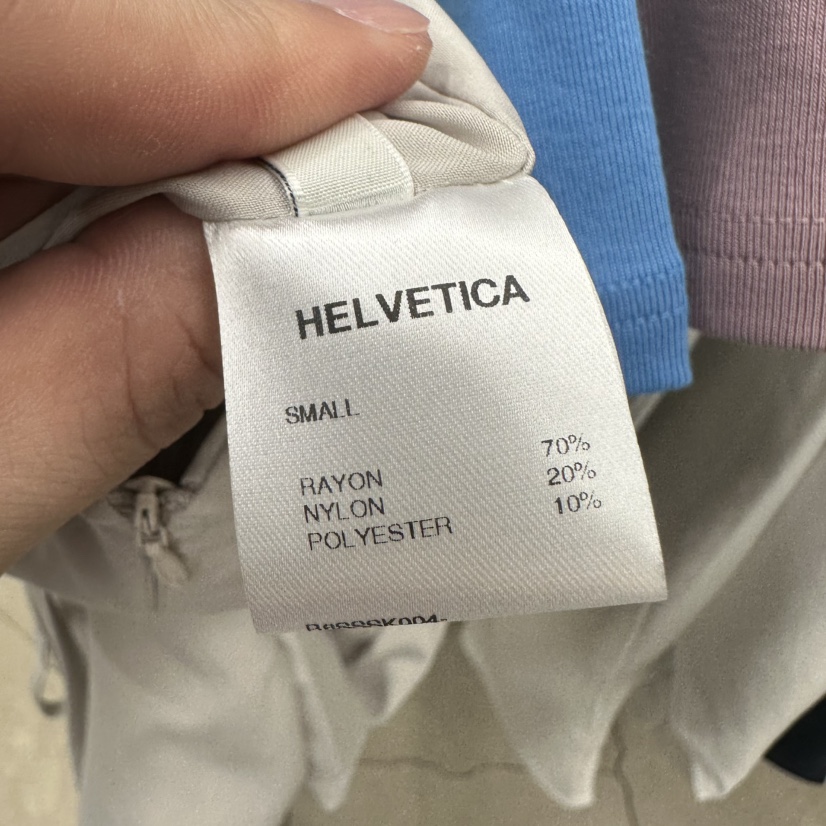 HELVETICA
SMALL
RAYON 70%
NYLON 20%
POLYESTER 10%